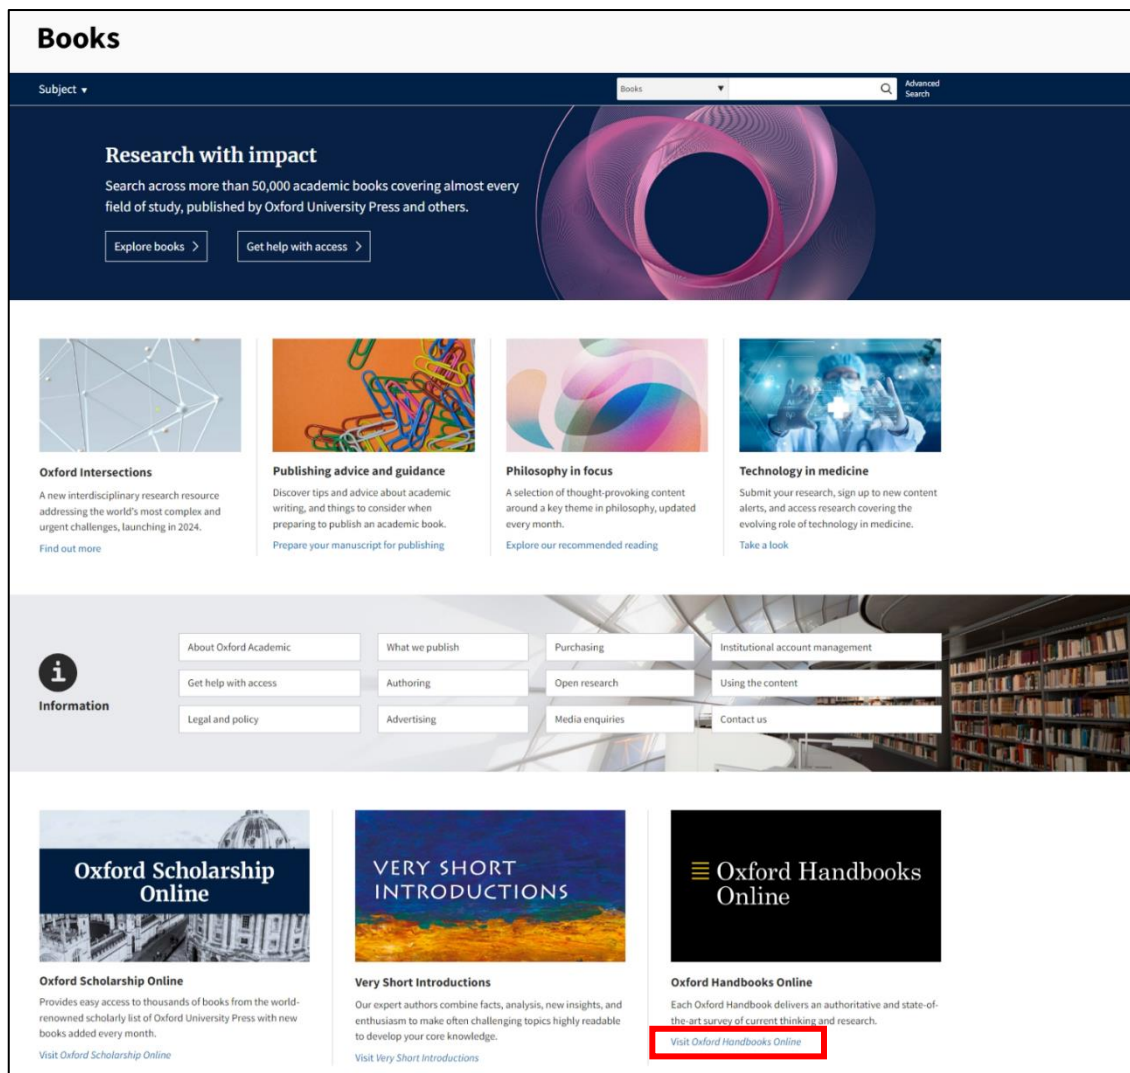 Books
Subject ▾
Books ▼
Advanced
Search
Research with impact
Search across more than 50,000 academic books covering almost every
field of study, published by Oxford University Press and others.
Explore books >
Get help with access >
Oxford Intersections
A new interdisciplinary research resource
addressing the world's most complex and
urgent challenges, launching in 2024.
Find out more
Publishing advice and guidance
Discover tips and advice about academic
writing, and things to consider when
preparing to publish an academic book.
Prepare your manuscript for publishing
Philosophy in focus
A selection of thought-provoking content
around a key theme in philosophy, updated
every month.
Explore our recommended reading
Technology in medicine
Submit your research, sign up to new content
alerts, and access research covering the
evolving role of technology in medicine.
Take a look
i
Information
About Oxford Academic
What we publish
Purchasing
Institutional account management
Get help with access
Authoring
Open research
Using the content
Legal and policy
Advertising
Media enquiries
Contact us
Oxford Scholarship
Online
Oxford Scholarship Online
Provides easy access to thousands of books from the world-
renowned scholarly list of Oxford University Press with new
books added every month.
Visit Oxford Scholarship Online
VERY SHORT
INTRODUCTIONS
Very Short Introductions
Our expert authors combine facts, analysis, new insights, and
enthusiasm to make often challenging topics highly readable
to develop your core knowledge.
Visit Very Short Introductions
Oxford Handbooks
Online
Oxford Handbooks Online
Each Oxford Handbook delivers an authoritative and state-of-
the-art survey of current thinking and research.
Visit Oxford Handbooks Online